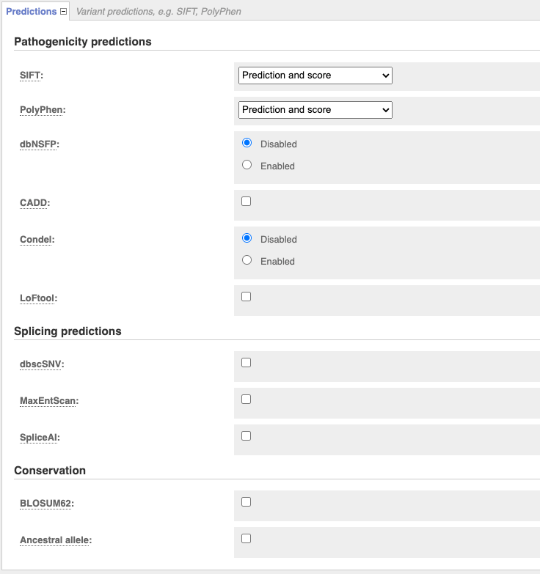 Predictions Variant predictions, e.g. SIFT, PolyPhen
Pathogenicity predictions
SIFT: Prediction and score
PolyPhen: Prediction and score
dbNSFP: Disabled
Enabled
CADD:
Condel: Disabled
Enabled
LoFtool:
Splicing predictions
dbscSNV:
MaxEntScan:
SpliceAI:
Conservation
BLOSUM62:
Ancestral allele: